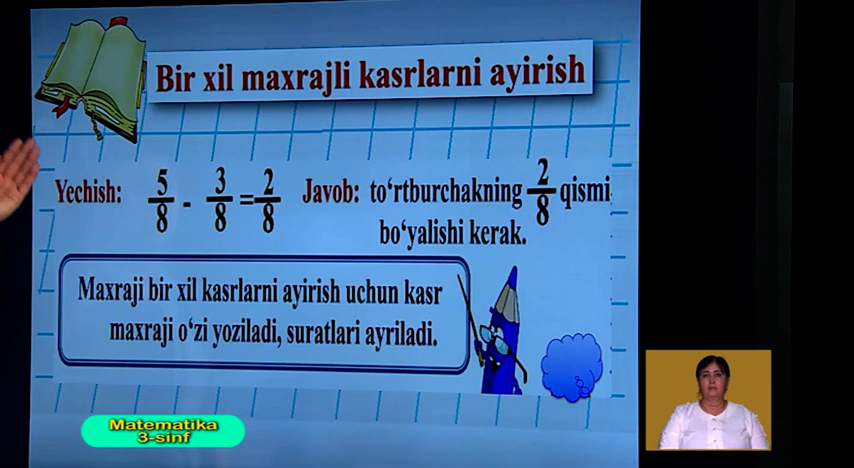 Bir xil maxrajli kasrlarni ayirish
Yechish: 5/8 - 3/8 = 2/8 Javob: to‘rtburchakning 2/8 qismi
bo‘yalishi kerak.
Maxraji bir xil kasrlarni ayirish uchun kasr
maxraji o‘zi yoziladi, suratlari ayriladi.
Matematika
3-sinf